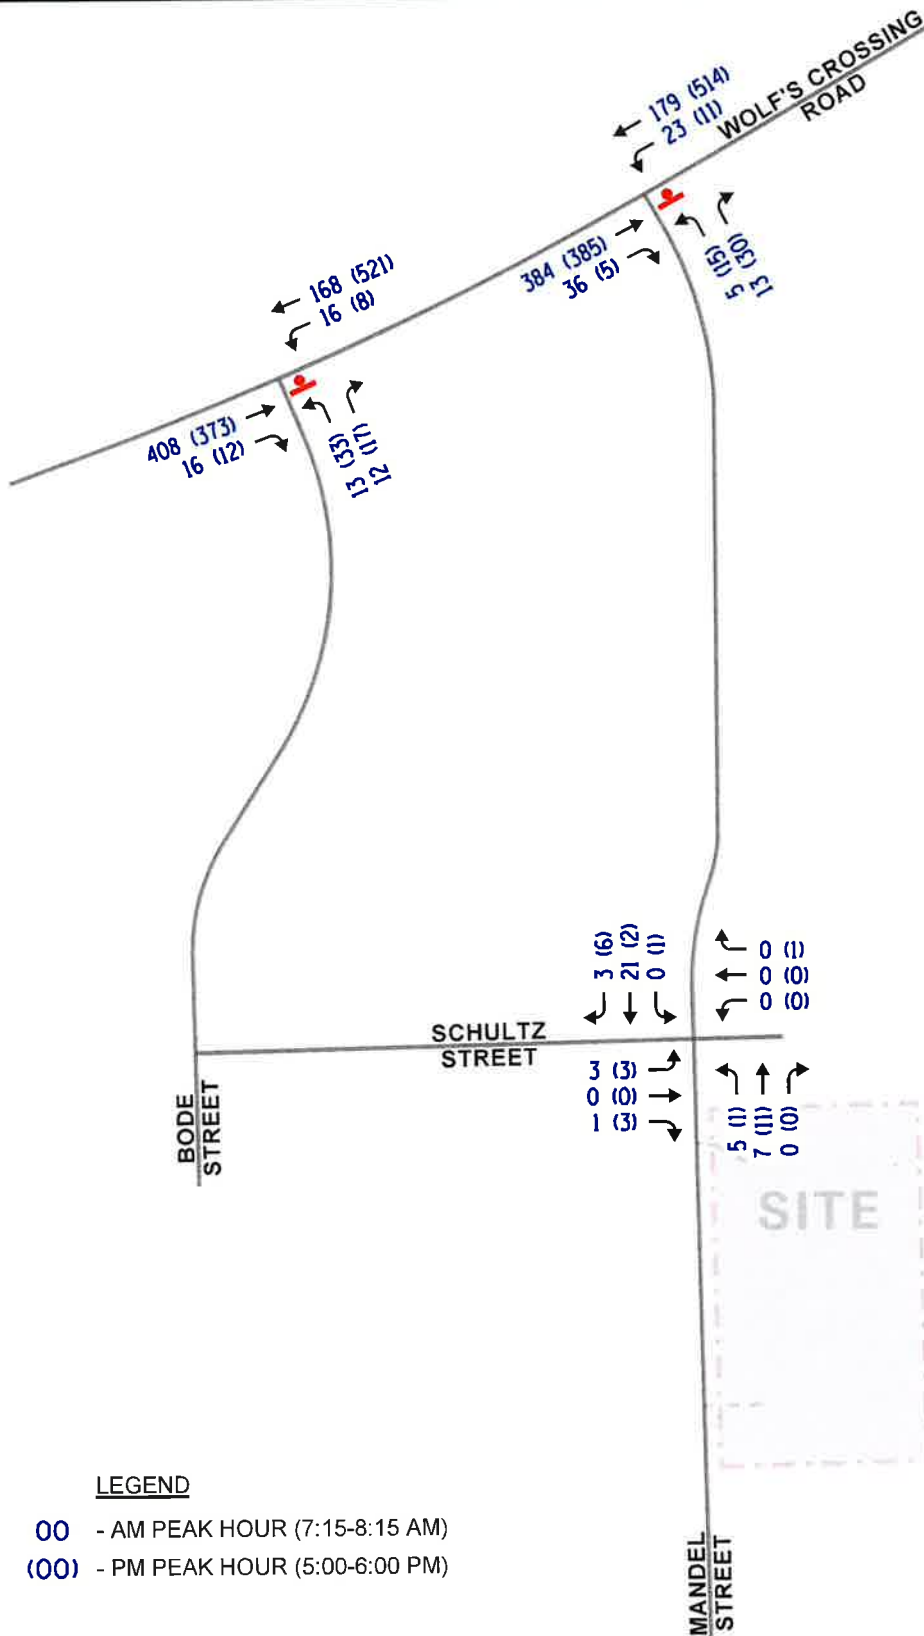 WOLF'S CROSSING
ROAD
179 (514)
23 (11)
384 (385)
36 (5)
5 (15)
13 (30)
168 (521)
16 (8)
408 (373)
16 (12)
13 (33)
12 (17)
3 (6)
21 (2)
0 (1)
0 (1)
0 (0)
0 (0)
SCHULTZ
STREET
3 (3)
0 (0)
1 (3)
5 (1)
7 (11)
0 (0)
BODE
STREET
SITE
MANDEL
STREET
LEGEND
00 - AM PEAK HOUR (7:15-8:15 AM)
(00) - PM PEAK HOUR (5:00-6:00 PM)